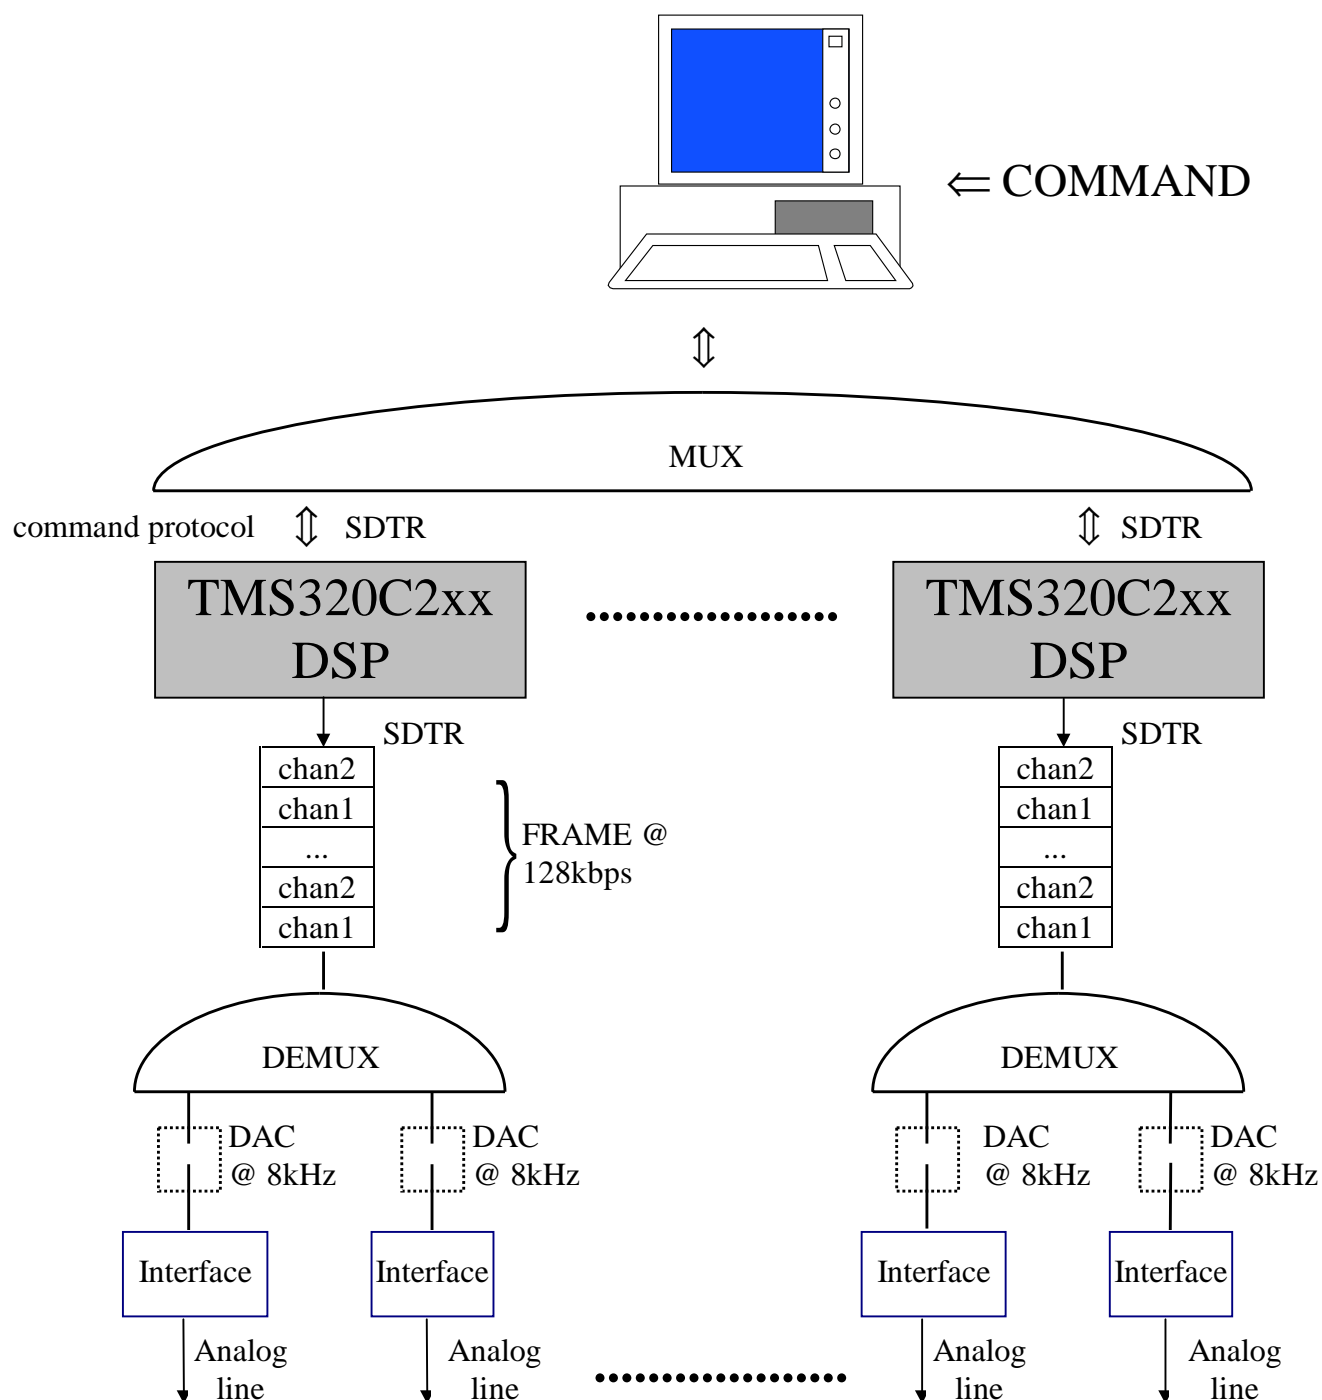 ⇐ COMMAND
MUX
command protocol
SDTR
SDTR
TMS320C2xx
DSP
TMS320C2xx
DSP
SDTR
SDTR
chan2
chan1
...
chan2
chan1
FRAME @
128kbps
chan2
chan1
...
chan2
chan1
DEMUX
DEMUX
DAC
@ 8kHz
DAC
@ 8kHz
DAC
@ 8kHz
DAC
@ 8kHz
Interface
Interface
Interface
Interface
Analog
line
Analog
line
Analog
line
Analog
line